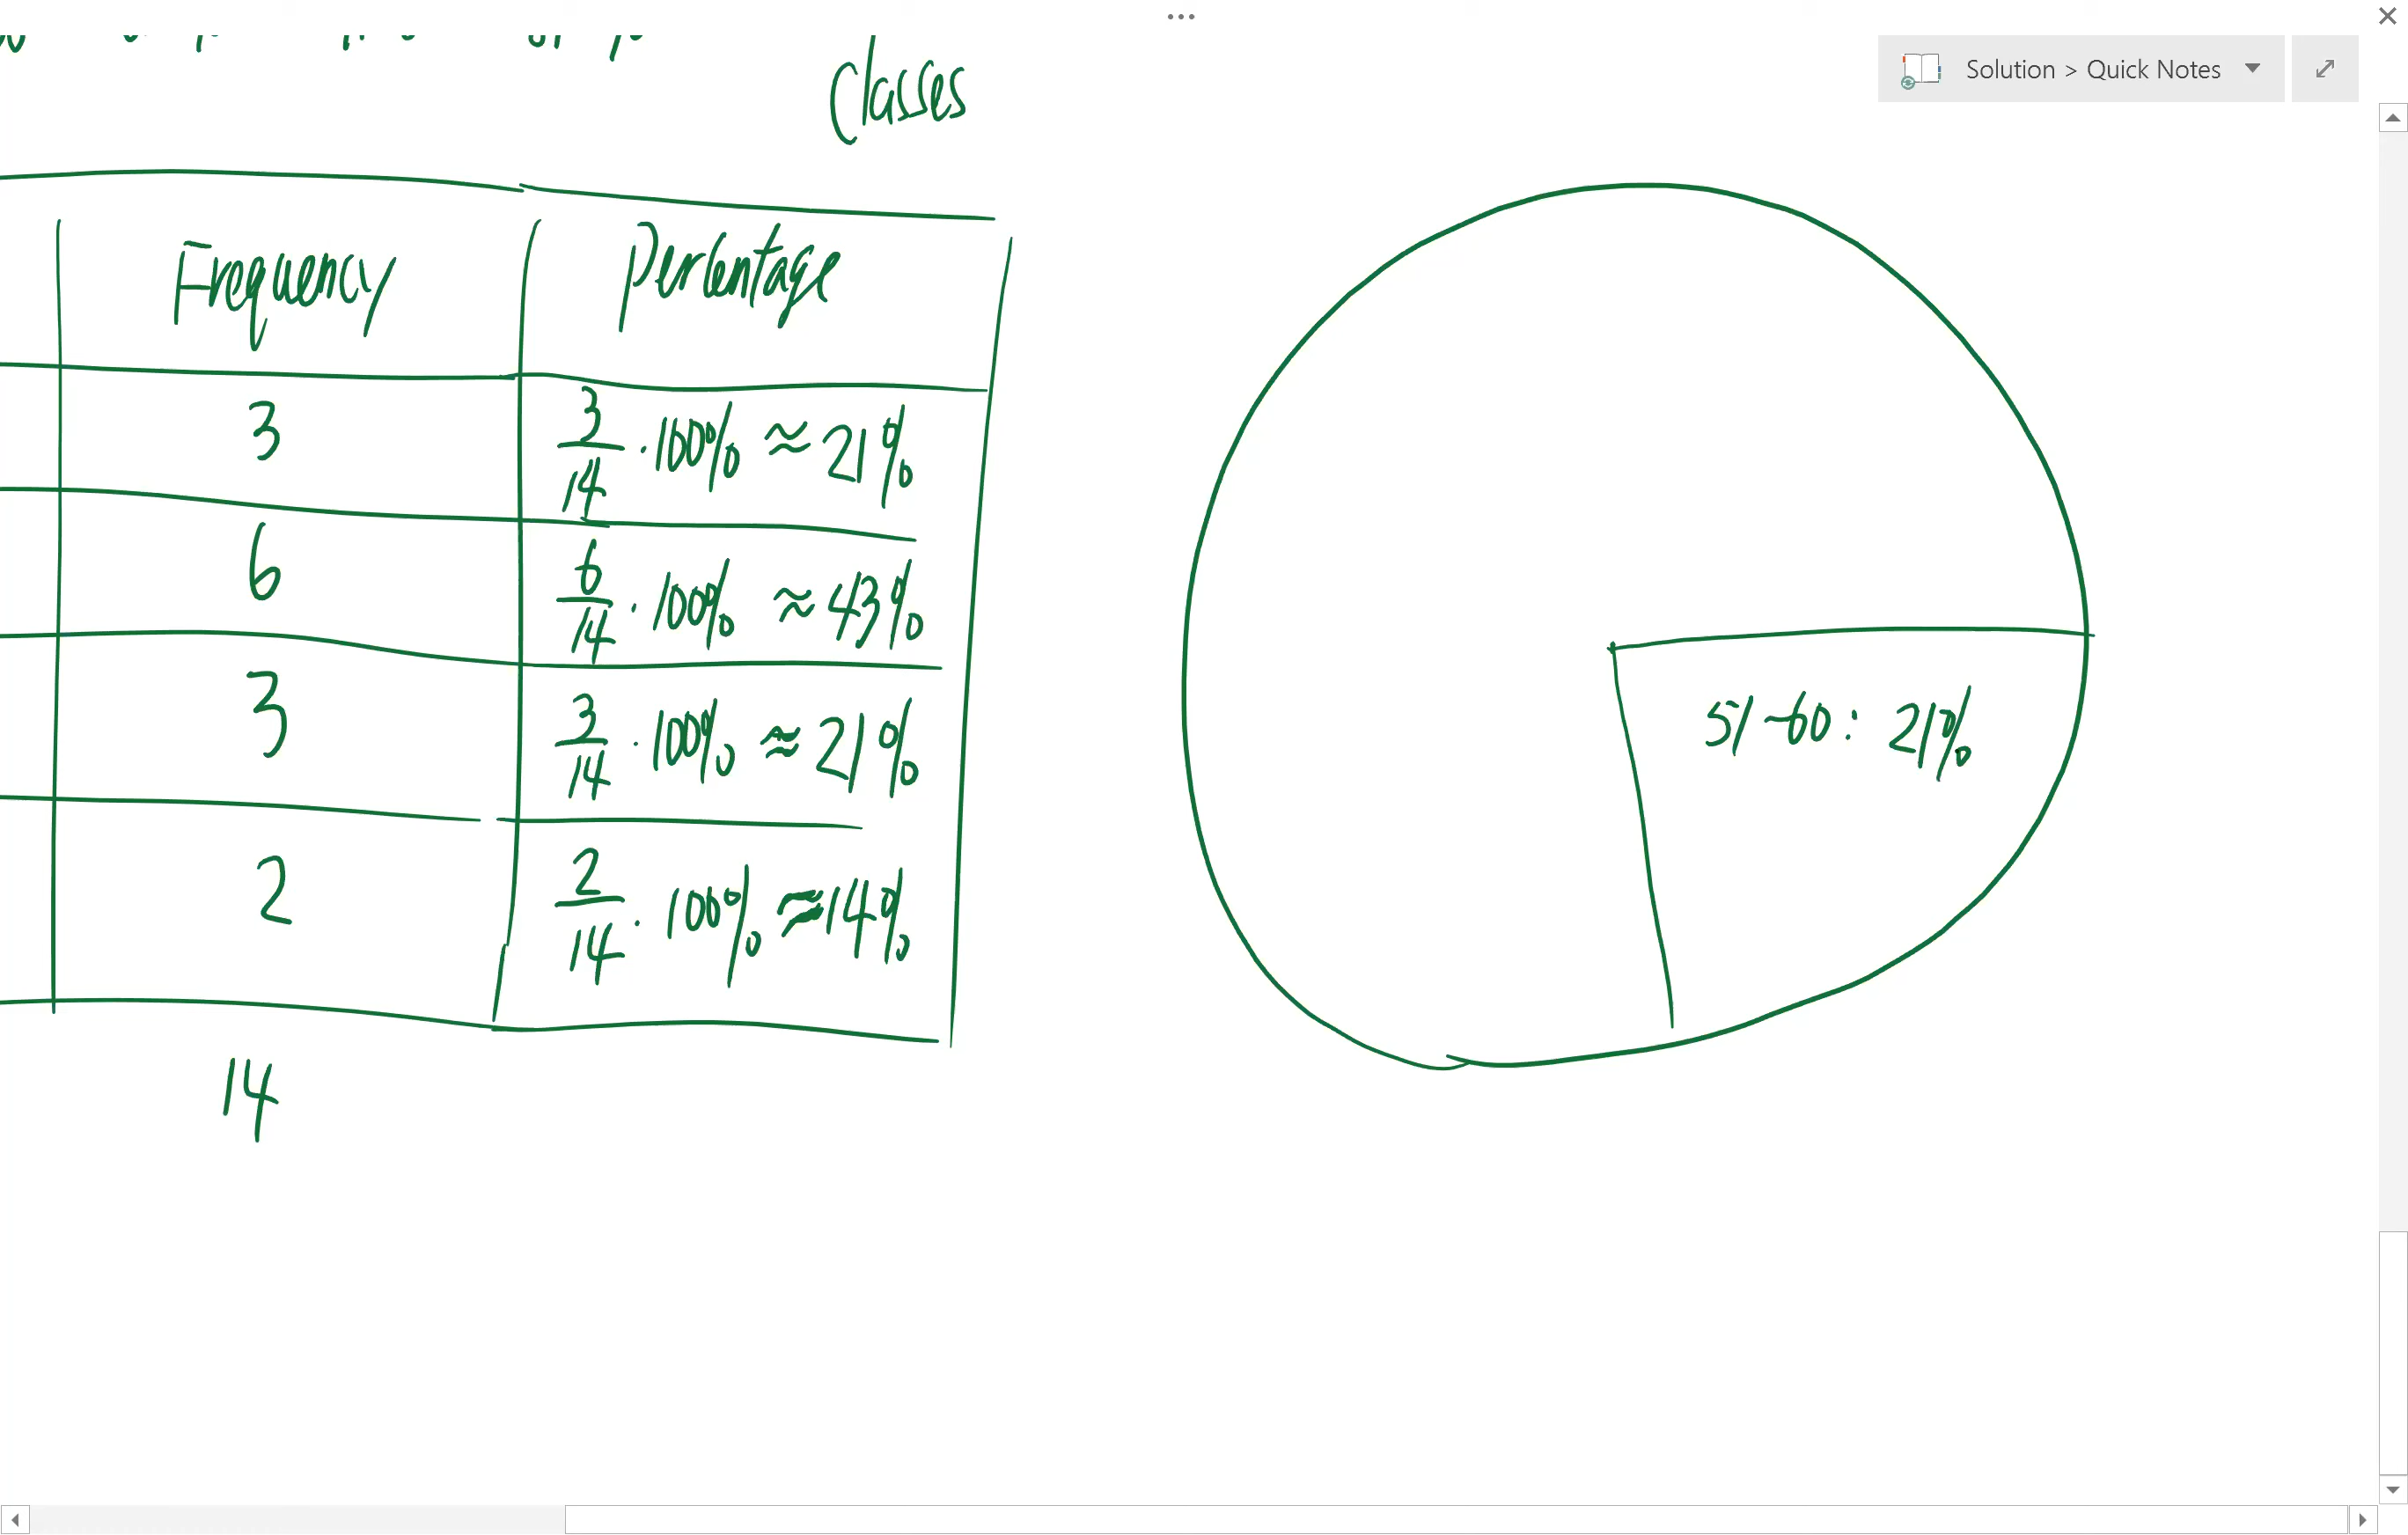 Classes
Solution > Quick Notes
Frequency Percentage
3 3/14 · 100% ≈ 21%
6 6/14 · 100% ≈ 43%
3 3/14 · 100% ≈ 21%
2 2/14 · 100% ≈ 14%
14
51-60: 21%